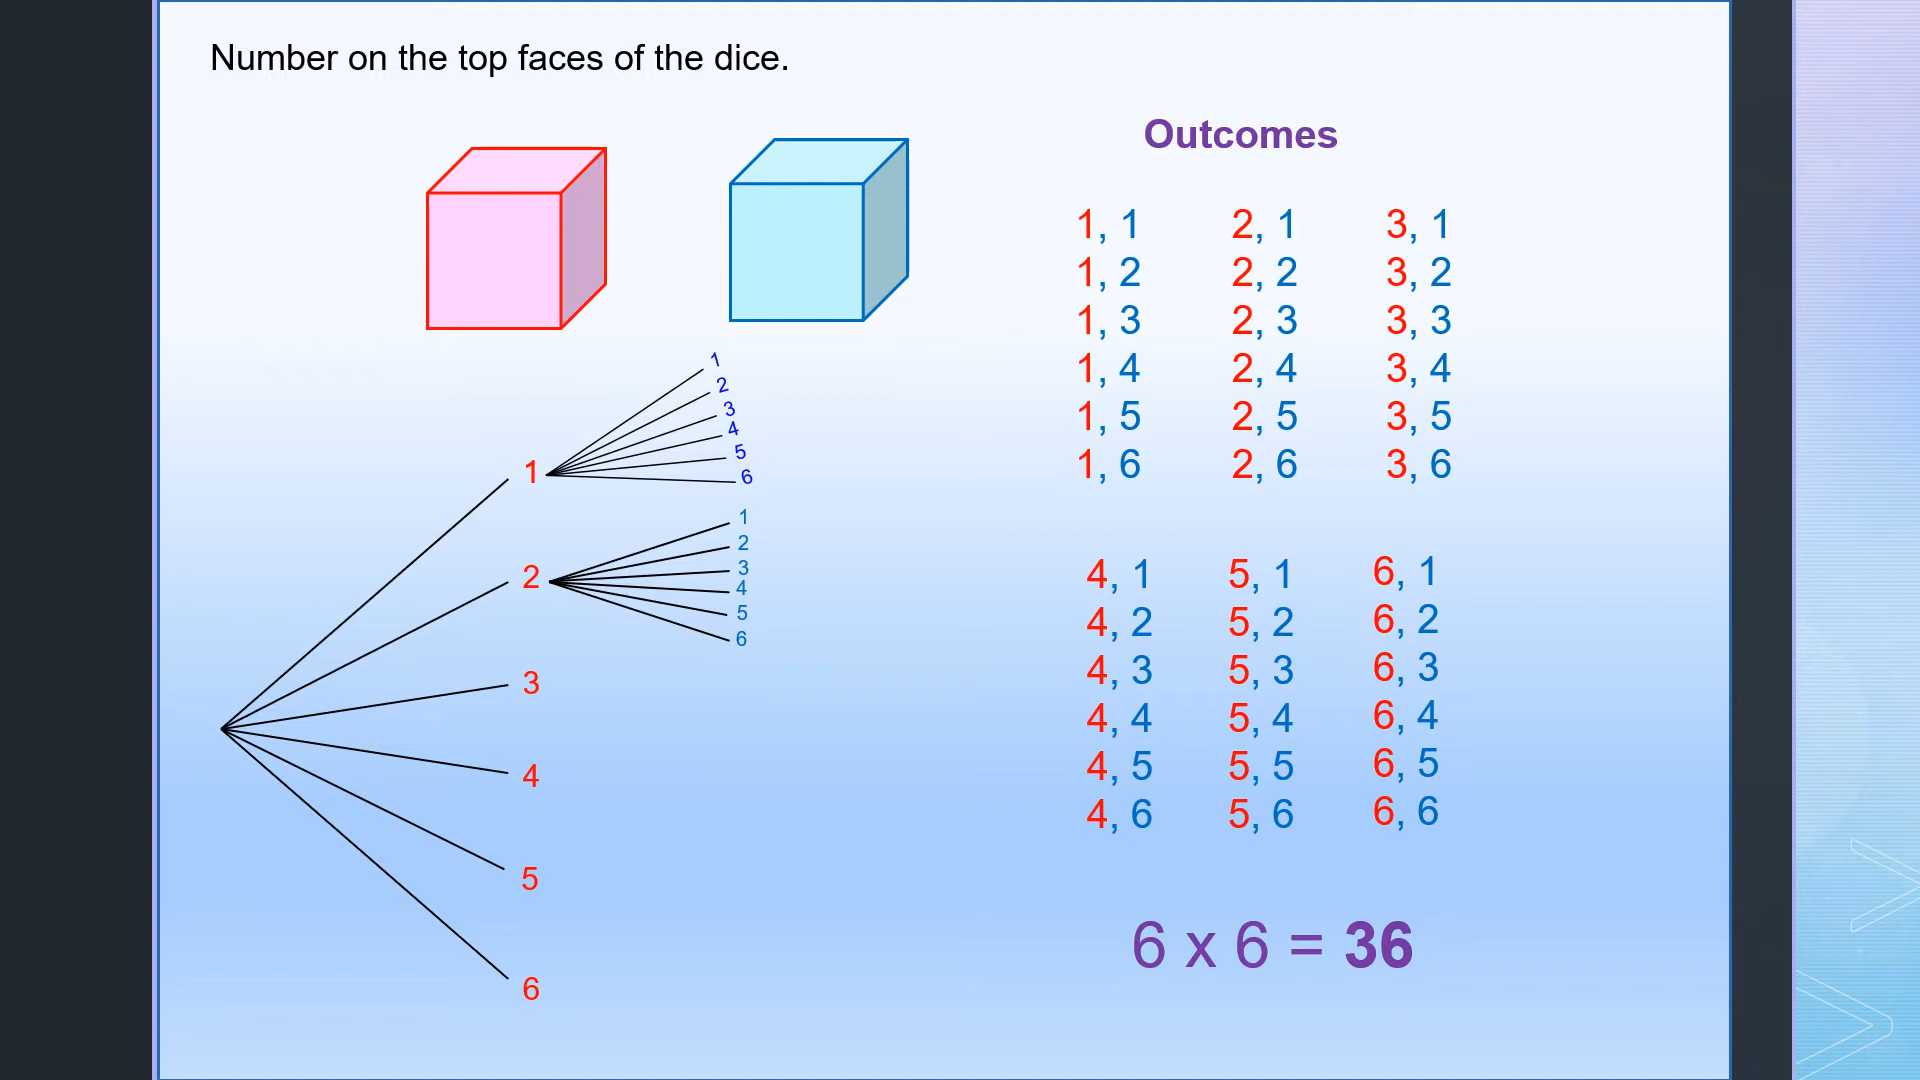 Number on the top faces of the dice.
Outcomes
1, 1 2, 1 3, 1
1, 2 2, 2 3, 2
1, 3 2, 3 3, 3
1, 4 2, 4 3, 4
1, 5 2, 5 3, 5
1, 6 2, 6 3, 6
1
2
3
4
5
6
1
1
2
3
4
5
6
2
3
4
5
6
4, 1 5, 1 6, 1
4, 2 5, 2 6, 2
4, 3 5, 3 6, 3
4, 4 5, 4 6, 4
4, 5 5, 5 6, 5
4, 6 5, 6 6, 6
6 x 6 = 36